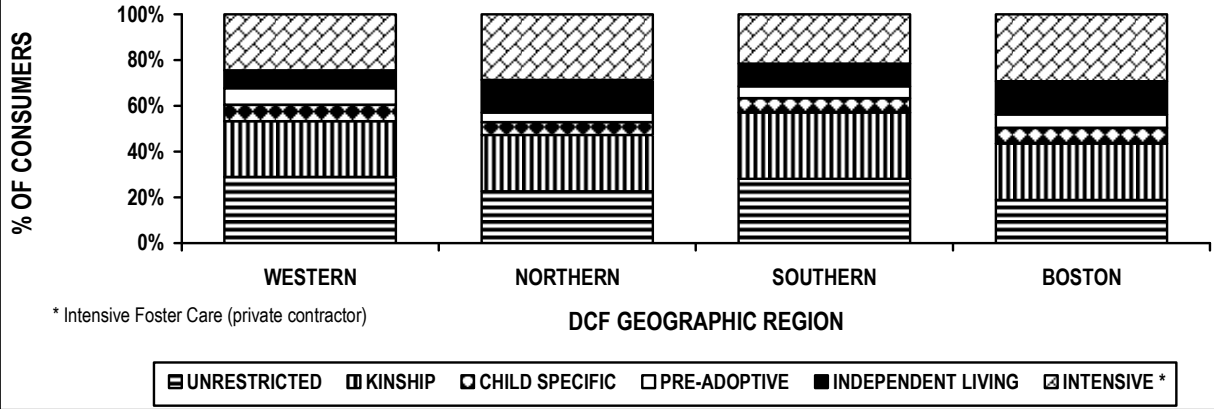 % OF CONSUMERS
100%
80%
60%
40%
20%
0%
WESTERN NORTHERN SOUTHERN BOSTON
* Intensive Foster Care (private contractor)
DCF GEOGRAPHIC REGION
UNRESTRICTED KINSHIP CHILD SPECIFIC PRE-ADOPTIVE INDEPENDENT LIVING INTENSIVE *